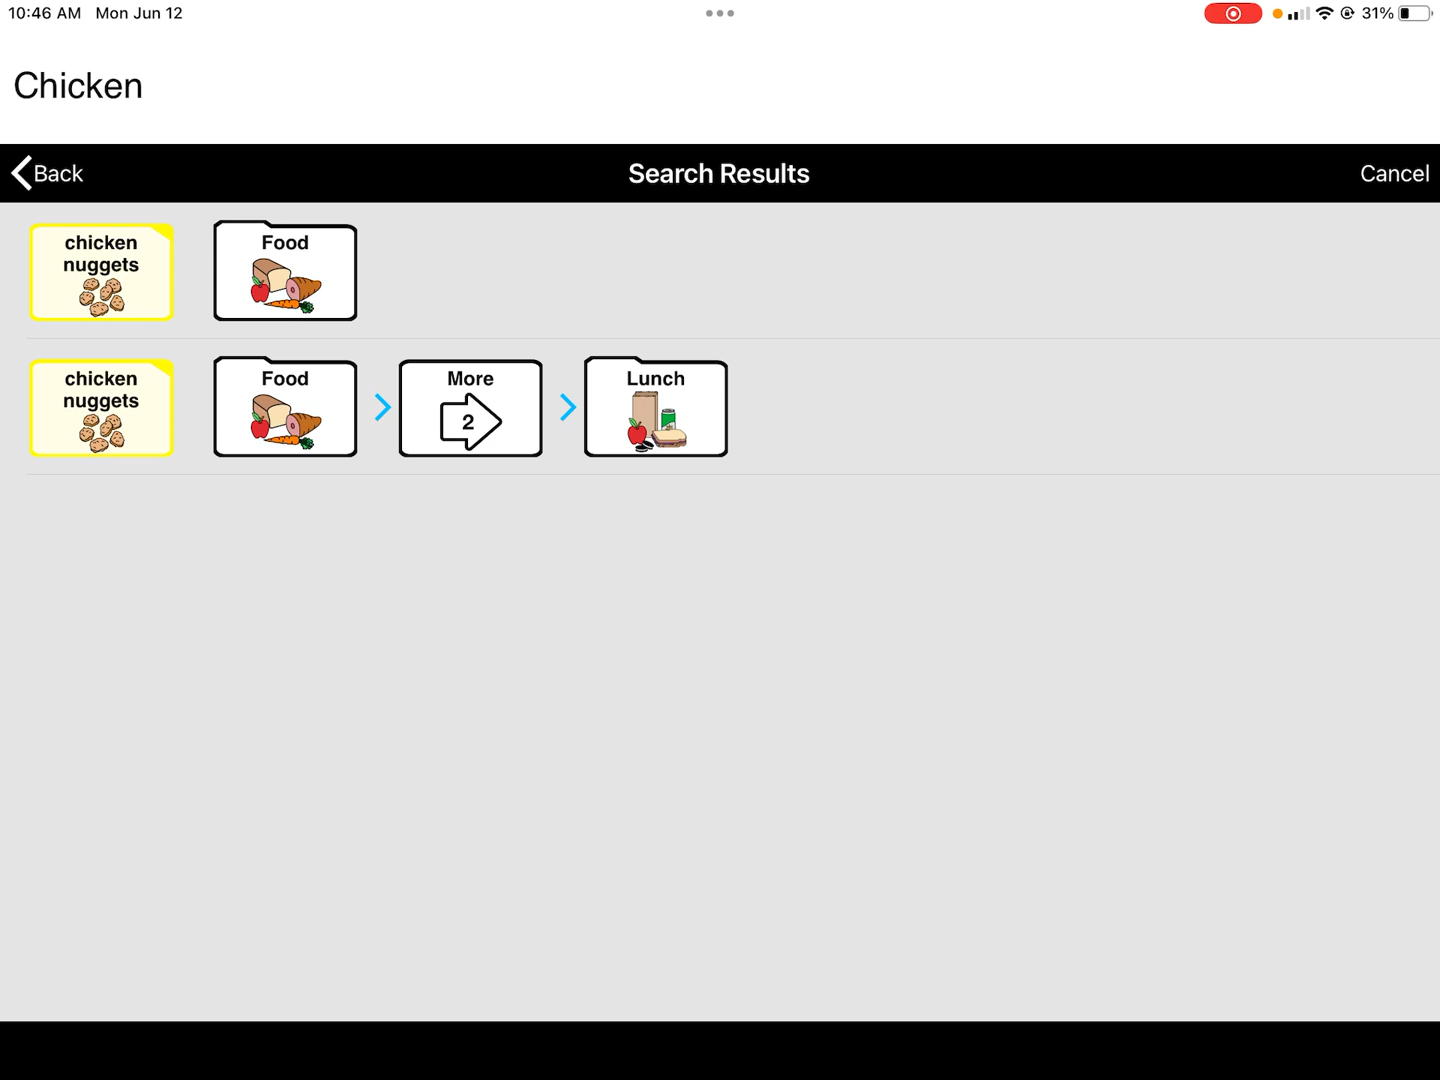 10:46 AM Mon Jun 12
31%
Chicken
Back
Search Results
Cancel
chicken
nuggets
Food
chicken
nuggets
Food
More
2
Lunch